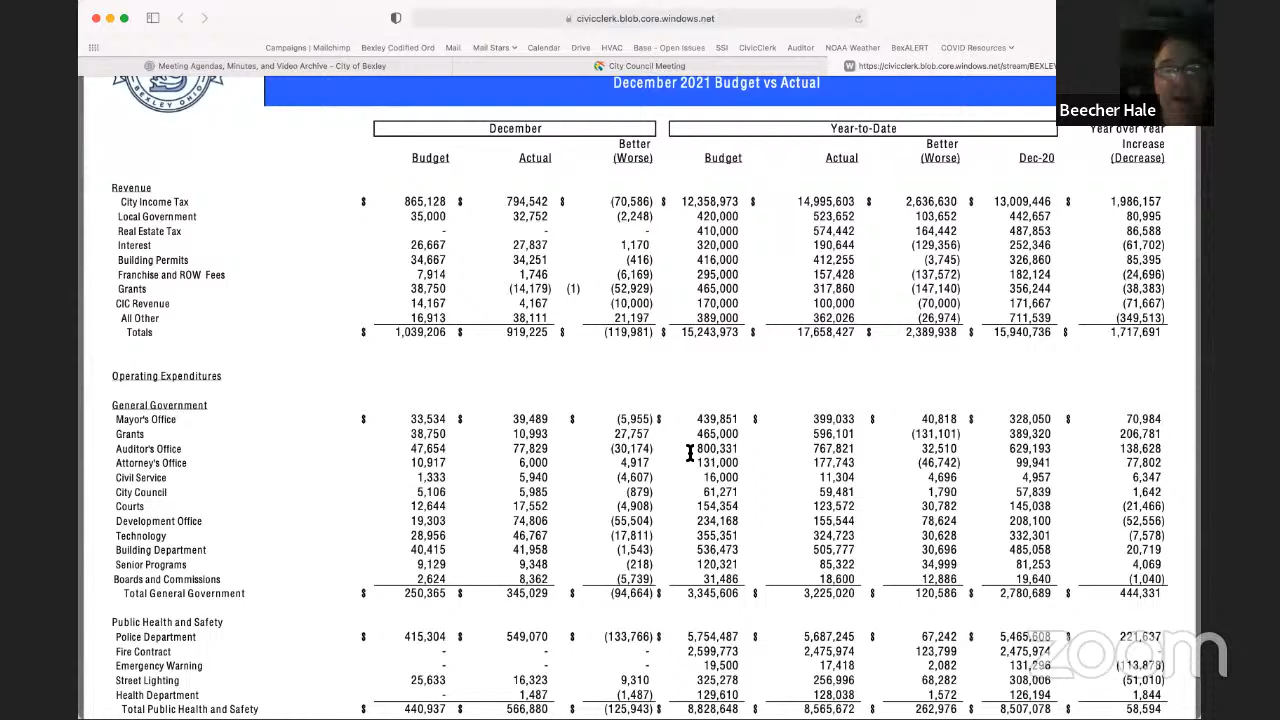 civicclerk.blob.core.windows.net
Campaigns | Mailchimp Bexley Codified Ord Mail Mail Stars Calendar Drive HVAC Base - Open Issues SSI CivicClerk Auditor NOAA Weather BexALERT COVID Resources
Meeting Agendas, Minutes, and Video Archive - City of Bexley City Council Meeting https://civicclerk.blob.core.windows.net/stream/BEXLEY
Beecher Hale
BEXLEY OHIO
December 2021 Budget vs Actual
December Year-to-Date Year over Year
Better Better Increase
Budget Actual (Worse) Budget Actual (Worse) Dec-20 (Decrease)
Revenue
City Income Tax $ 865,128 $ 794,542 $ (70,586) $ 12,358,973 $ 14,995,603 $ 2,636,630 $ 13,009,446 $ 1,986,157
Local Government 35,000 32,752 (2,248) 420,000 523,652 103,652 442,657 80,995
Real Estate Tax - - - 410,000 574,442 164,442 487,853 86,588
Interest 26,667 27,837 1,170 320,000 190,644 (129,356) 252,346 (61,702)
Building Permits 34,667 34,251 (416) 416,000 412,255 (3,745) 326,860 85,395
Franchise and ROW Fees 7,914 1,746 (6,169) 295,000 157,428 (137,572) 182,124 (24,696)
Grants 38,750 (14,179) (1) (52,929) 465,000 317,860 (147,140) 356,244 (38,383)
CIC Revenue 14,167 4,167 (10,000) 170,000 100,000 (70,000) 171,667 (71,667)
All Other 16,913 38,111 21,197 389,000 362,026 (26,974) 711,539 (349,513)
Totals $ 1,039,206 $ 919,225 $ (119,981) $ 15,243,973 $ 17,658,427 $ 2,389,938 $ 15,940,736 $ 1,717,691
Operating Expenditures
General Government
Mayor's Office $ 33,534 $ 39,489 $ (5,955) $ 439,851 $ 399,033 $ 40,818 $ 328,050 $ 70,984
Grants 38,750 10,993 27,757 465,000 596,101 (131,101) 389,320 206,781
Auditor's Office 47,654 77,829 (30,174) 800,331 767,821 32,510 629,193 138,628
Attorney's Office 10,917 6,000 4,917 131,000 177,743 (46,742) 99,941 77,802
Civil Service 1,333 5,940 (4,607) 16,000 11,304 4,696 4,957 6,347
City Council 5,106 5,985 (879) 61,271 59,481 1,790 57,839 1,642
Courts 12,644 17,552 (4,908) 154,354 123,572 30,782 145,038 (21,466)
Development Office 19,303 74,806 (55,504) 234,168 155,544 78,624 208,100 (52,556)
Technology 28,956 46,767 (17,811) 355,351 324,723 30,628 332,301 (7,578)
Building Department 40,415 41,958 (1,543) 536,473 505,777 30,696 485,058 20,719
Senior Programs 9,129 9,348 (218) 120,321 85,322 34,999 81,253 4,069
Boards and Commissions 2,624 8,362 (5,739) 31,486 18,600 12,886 19,640 (1,040)
Total General Government $ 250,365 $ 345,029 $ (94,664) $ 3,345,606 $ 3,225,020 $ 120,586 $ 2,780,689 $ 444,331
Public Health and Safety
Police Department $ 415,304 $ 549,070 $ (133,766) $ 5,754,487 $ 5,687,245 $ 67,242 $ 5,465,608 $ 221,637
Fire Contract - - - 2,599,773 2,475,974 123,799 2,475,974 -
Emergency Warning - - - 19,500 17,418 2,082 131,296 (113,878)
Street Lighting 25,633 16,323 9,310 325,278 256,996 68,282 308,006 (51,010)
Health Department - 1,487 (1,487) 129,610 128,038 1,572 126,194 1,844
Total Public Health and Safety $ 440,937 $ 566,880 $ (125,943) $ 8,828,648 $ 8,565,672 $ 262,976 $ 8,507,078 $ 58,594
zoom